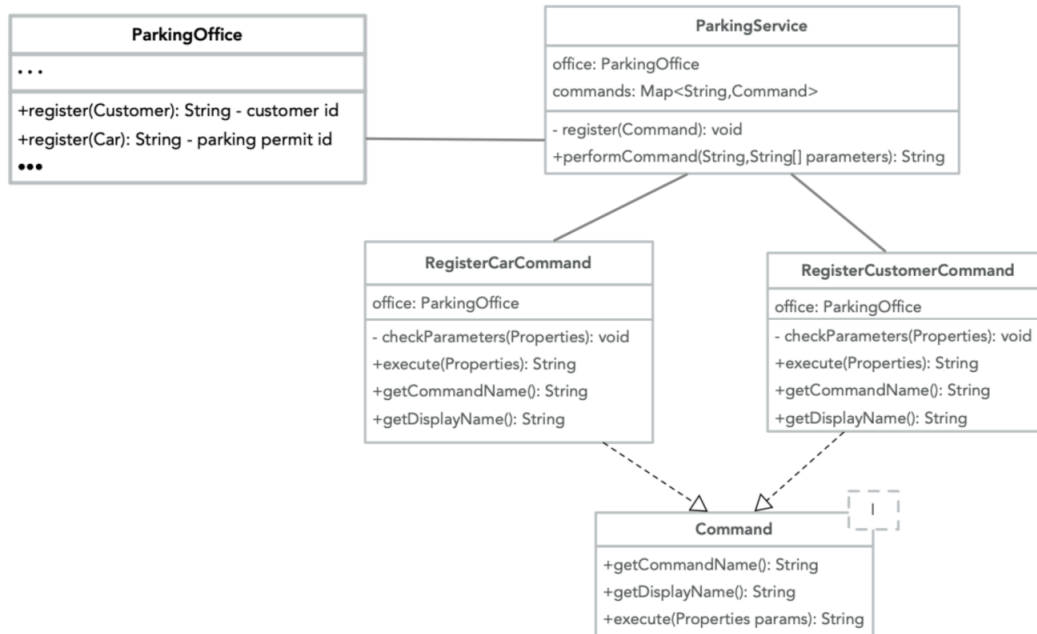 ParkingOffice
...
+register(Customer): String - customer id
+register(Car): String - parking permit id
•••
ParkingService
office: ParkingOffice
commands: Map<String,Command>
- register(Command): void
+performCommand(String,String[] parameters): String
RegisterCarCommand
office: ParkingOffice
- checkParameters(Properties): void
+execute(Properties): String
+getCommandName(): String
+getDisplayName(): String
RegisterCustomerCommand
office: ParkingOffice
- checkParameters(Properties): void
+execute(Properties): String
+getCommandName(): String
+getDisplayName(): String
I
Command
+getCommandName(): String
+getDisplayName(): String
+execute(Properties params): String